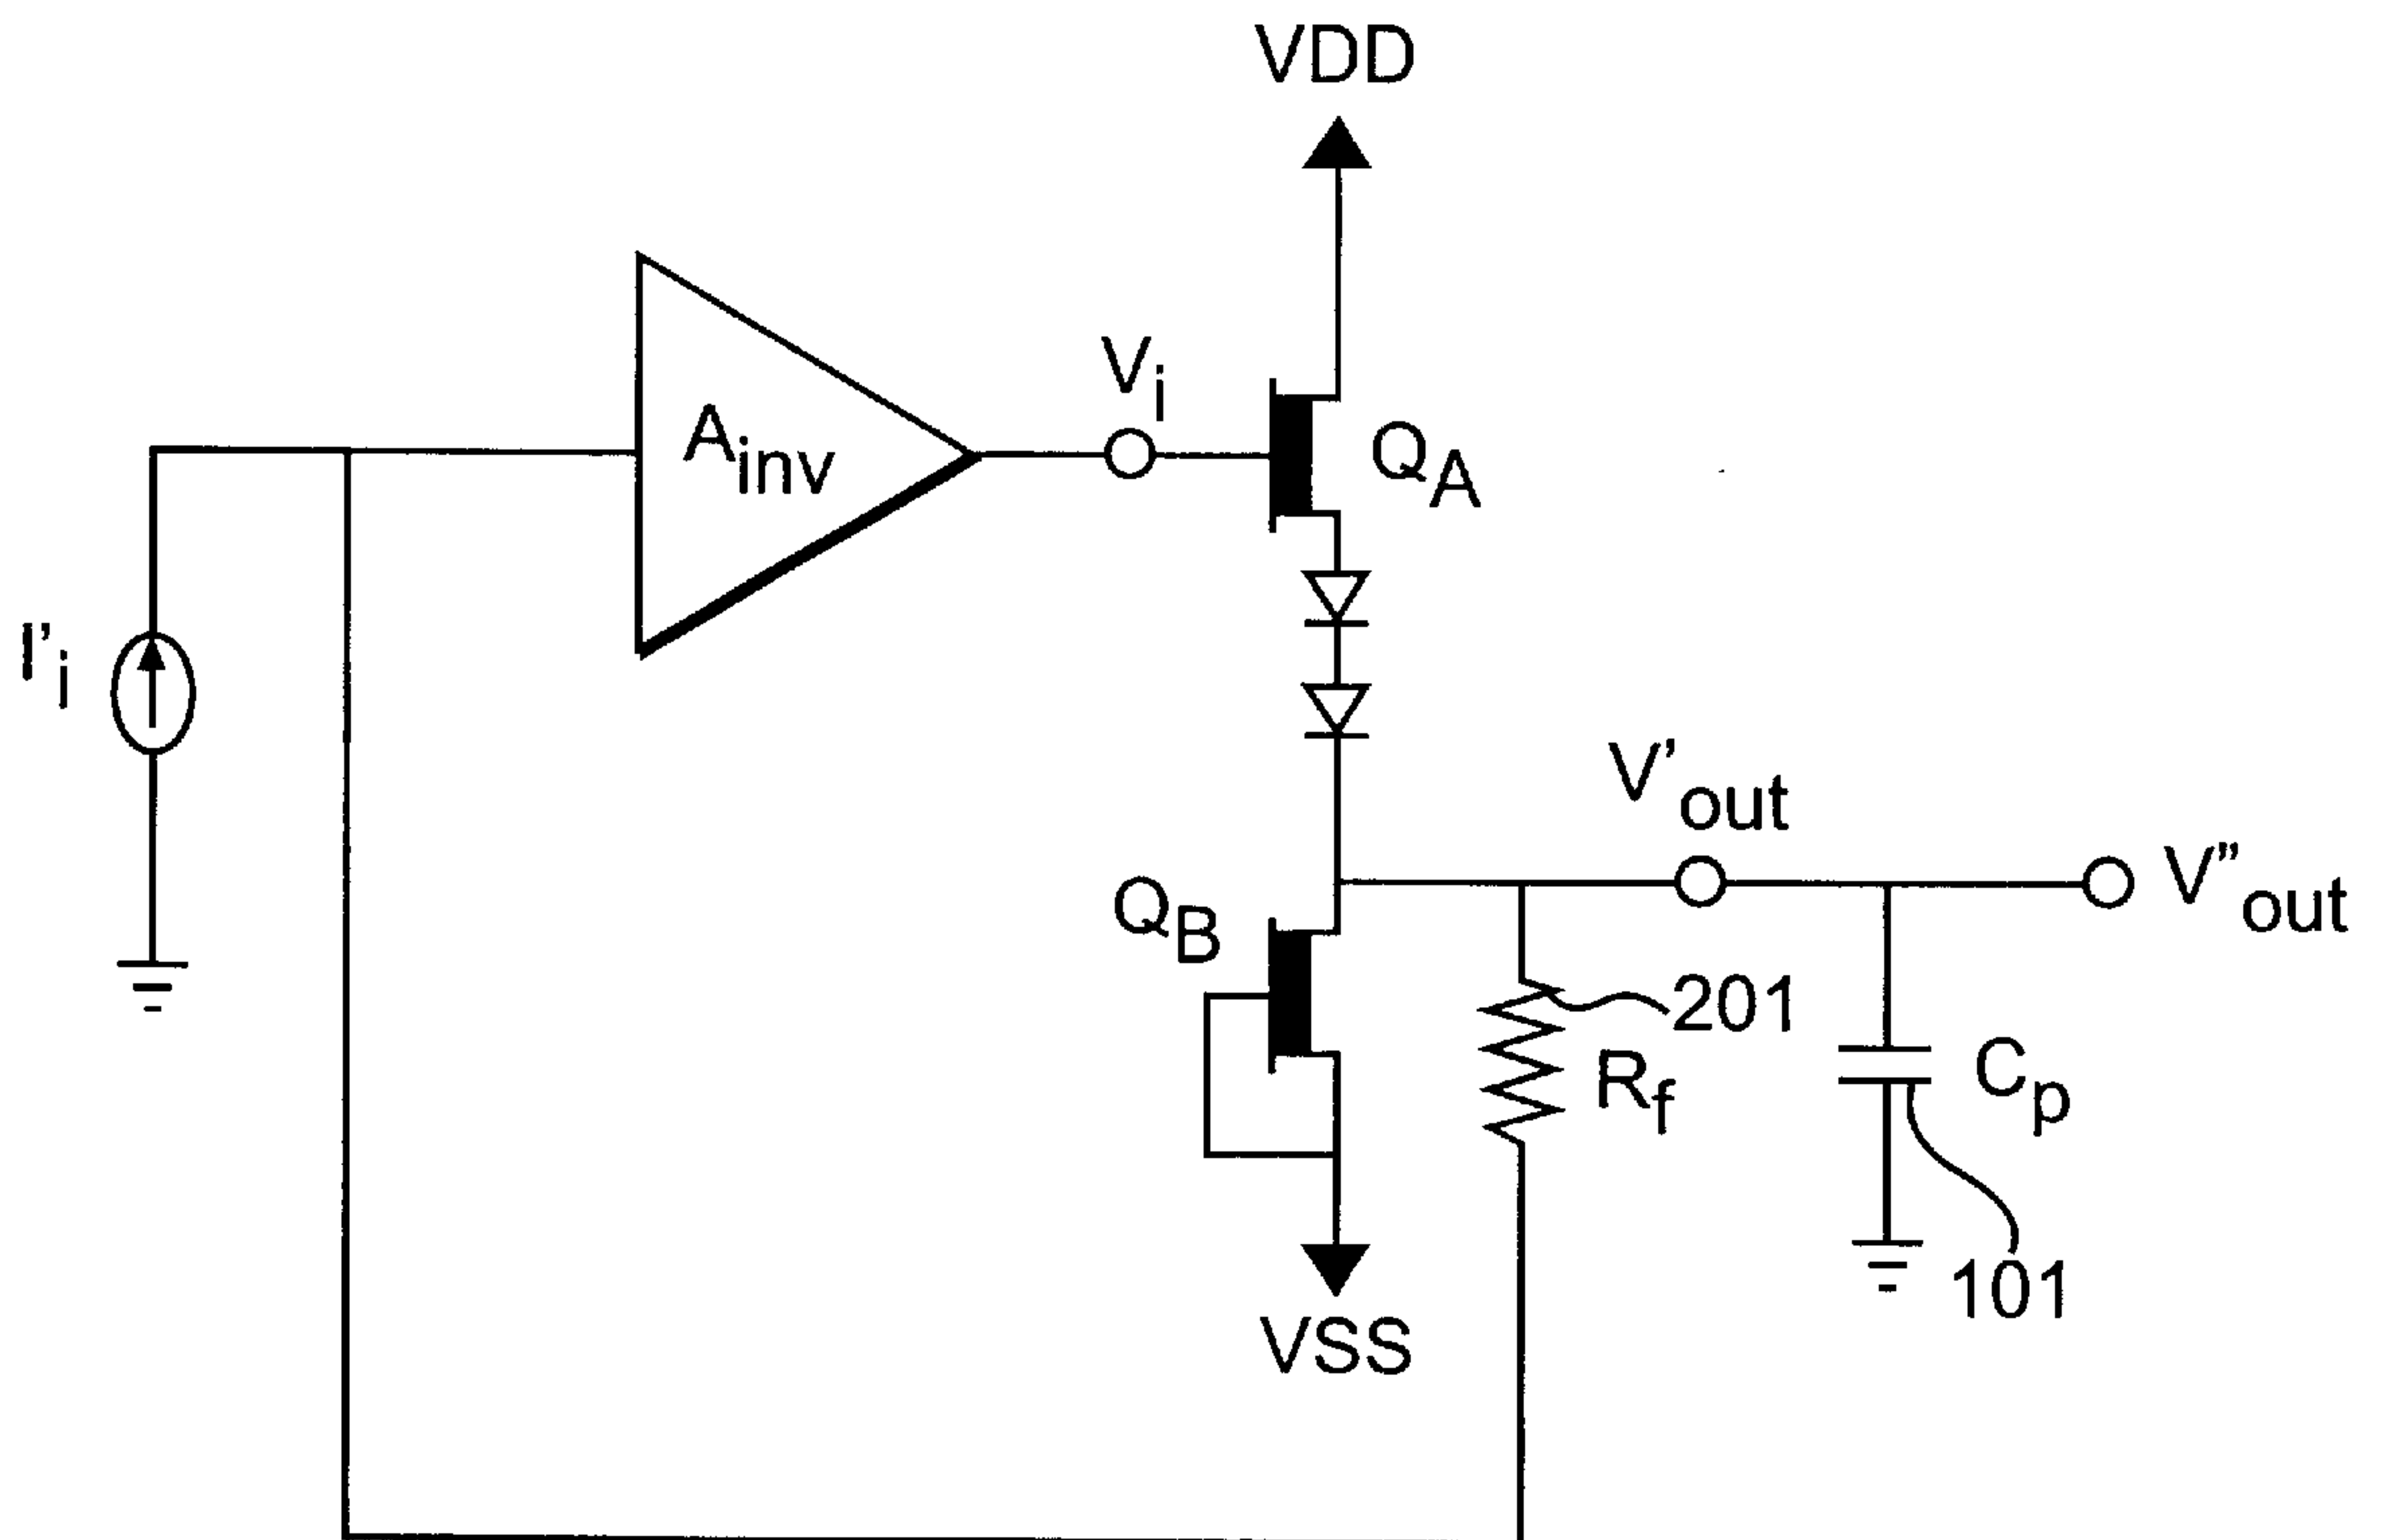 VDD
Vi
Ainv
QA
I'i
V'out
V"out
QB
201
Rf
Cp
101
VSS